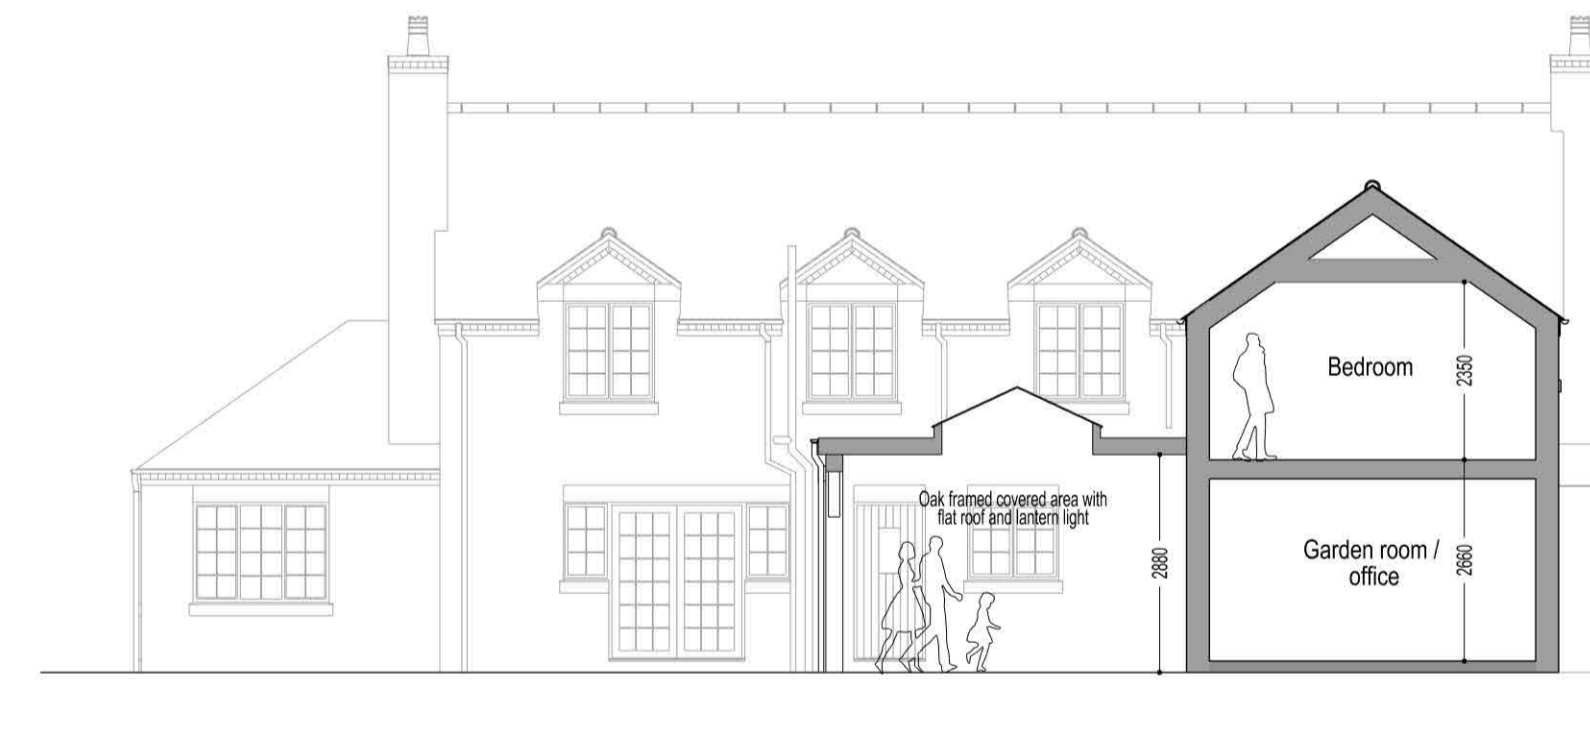 Bedroom
2350
Oak framed covered area with
flat roof and lantern light
2880
Garden room /
office
2660